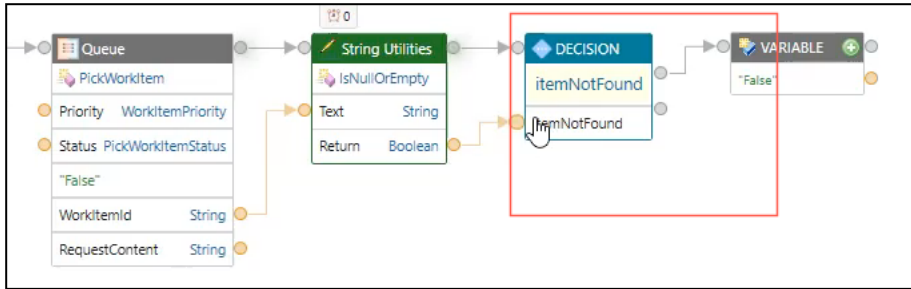 0
Queue
PickWorkItem
Priority WorkItemPriority
Status PickWorkItemStatus
"False"
WorkItemId String
RequestContent String
String Utilities
IsNullOrEmpty
Text String
Return Boolean
DECISION
itemNotFound
itemNotFound
VARIABLE
"False"